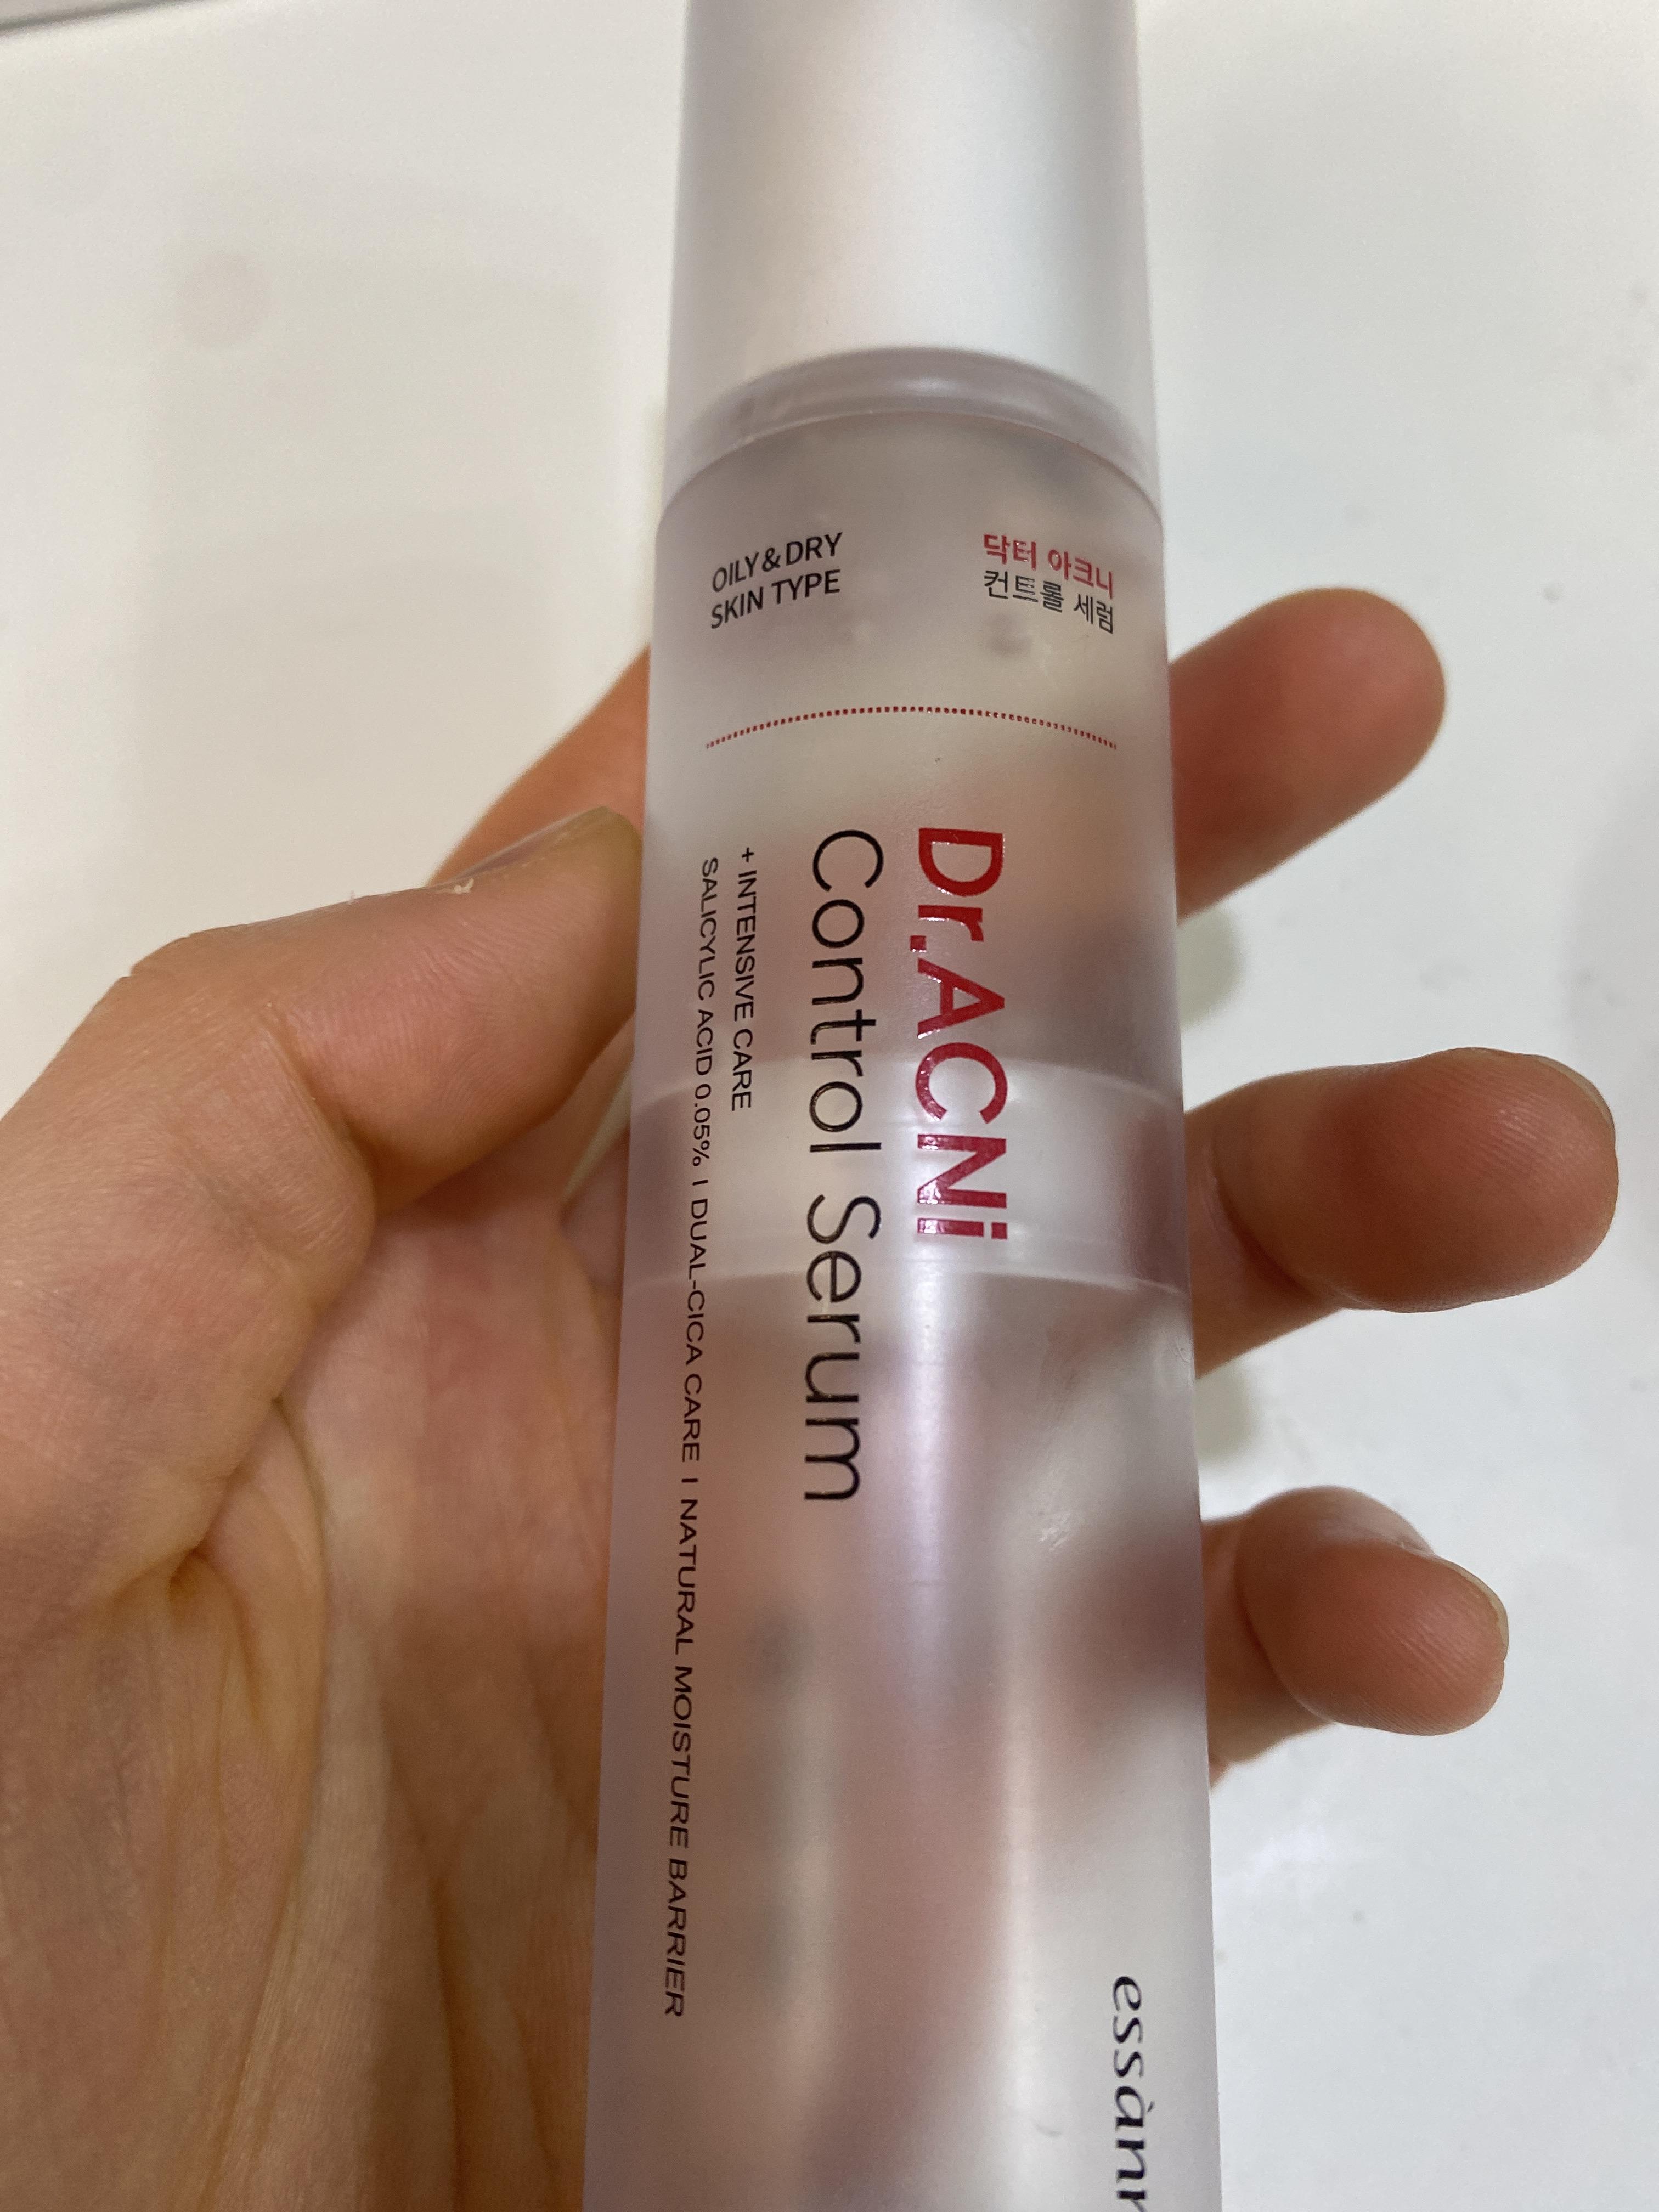 OILY & DRY
SKIN TYPE
닥터 아크니
컨트롤 세럼
Dr.ACNi
Control Serum
+ INTENSIVE CARE
SALICYLIC ACID 0.05% I DUAL-CICA CARE I NATURAL MOISTURE BARRIER